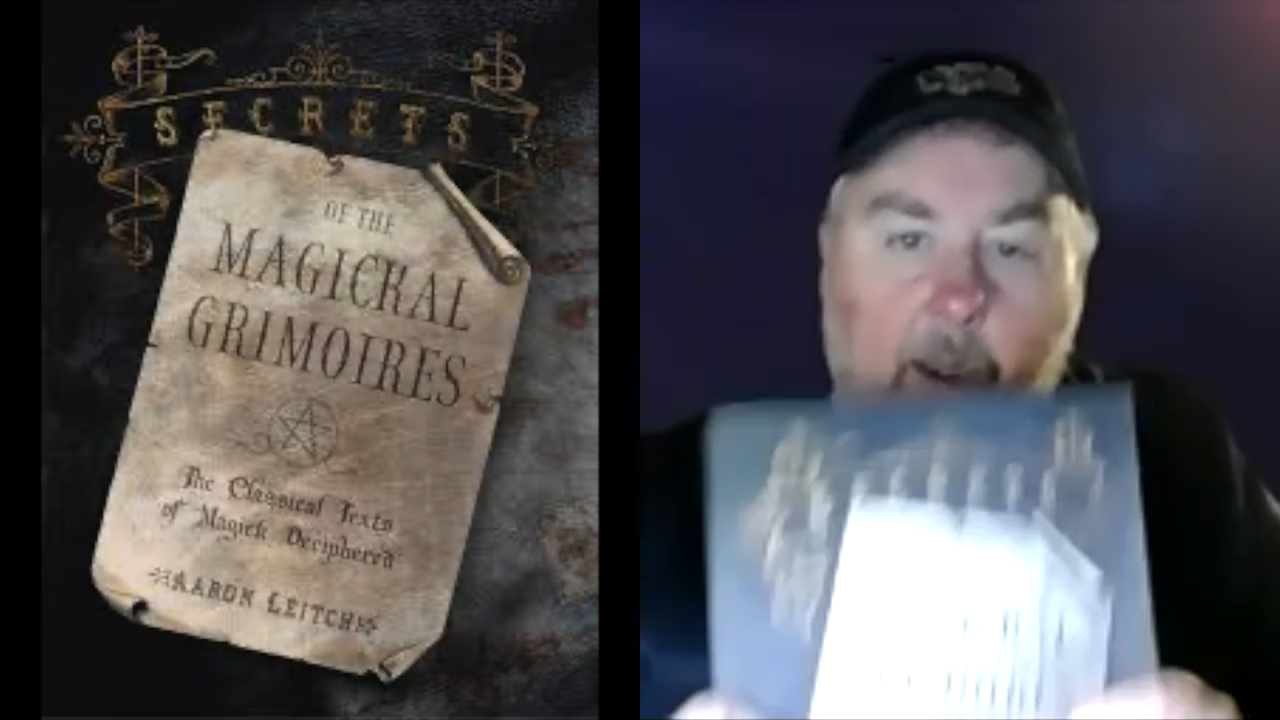 SECRETS
OF THE
MAGICKAL
GRIMOIRES
The Classical Texts
of Magick Deciphered
AARON LEITCH